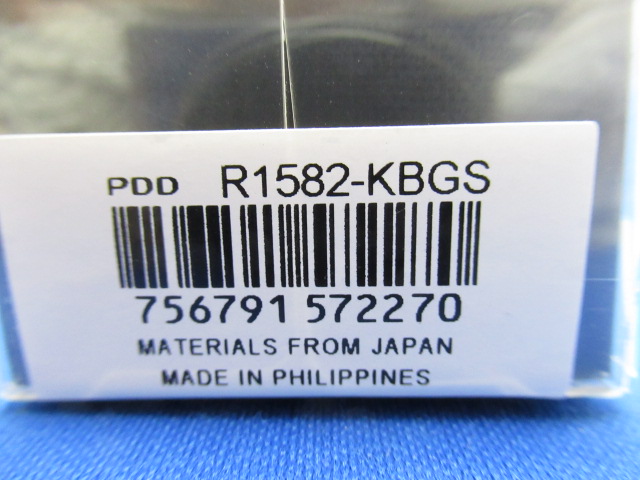 PDD R1582-KBGS
756791 572270
MATERIALS FROM JAPAN
MADE IN PHILIPPINES